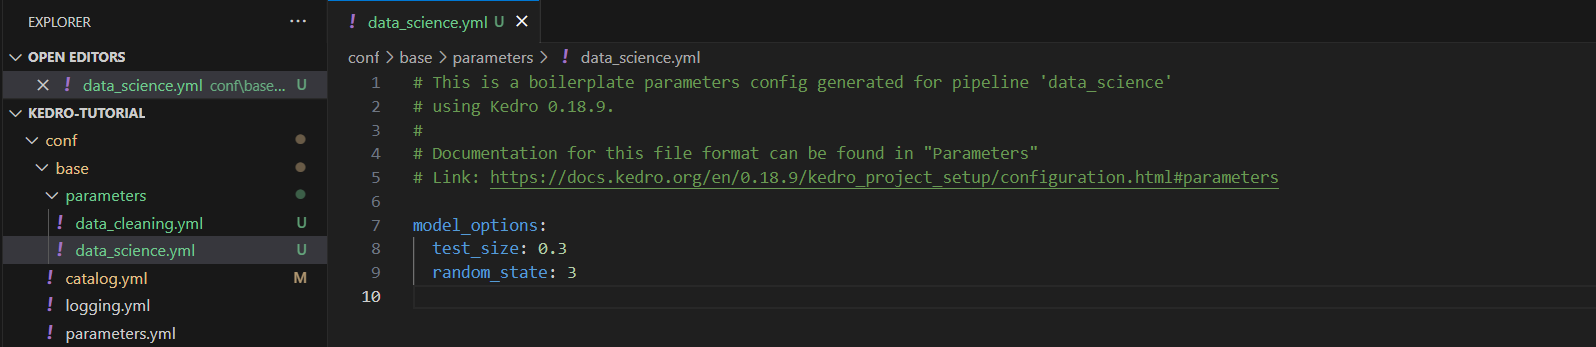 EXPLORER ...
OPEN EDITORS
data_science.yml conf\base... U
KEDRO-TUTORIAL
conf
base
parameters
data_cleaning.yml U
data_science.yml U
catalog.yml M
logging.yml
parameters.yml
data_science.yml U
conf > base > parameters > ! data_science.yml
1 # This is a boilerplate parameters config generated for pipeline 'data_science'
2 # using Kedro 0.18.9.
3 #
4 # Documentation for this file format can be found in "Parameters"
5 # Link: https://docs.kedro.org/en/0.18.9/kedro_project_setup/configuration.html#parameters
6
7 model_options:
8 test_size: 0.3
9 random_state: 3
10